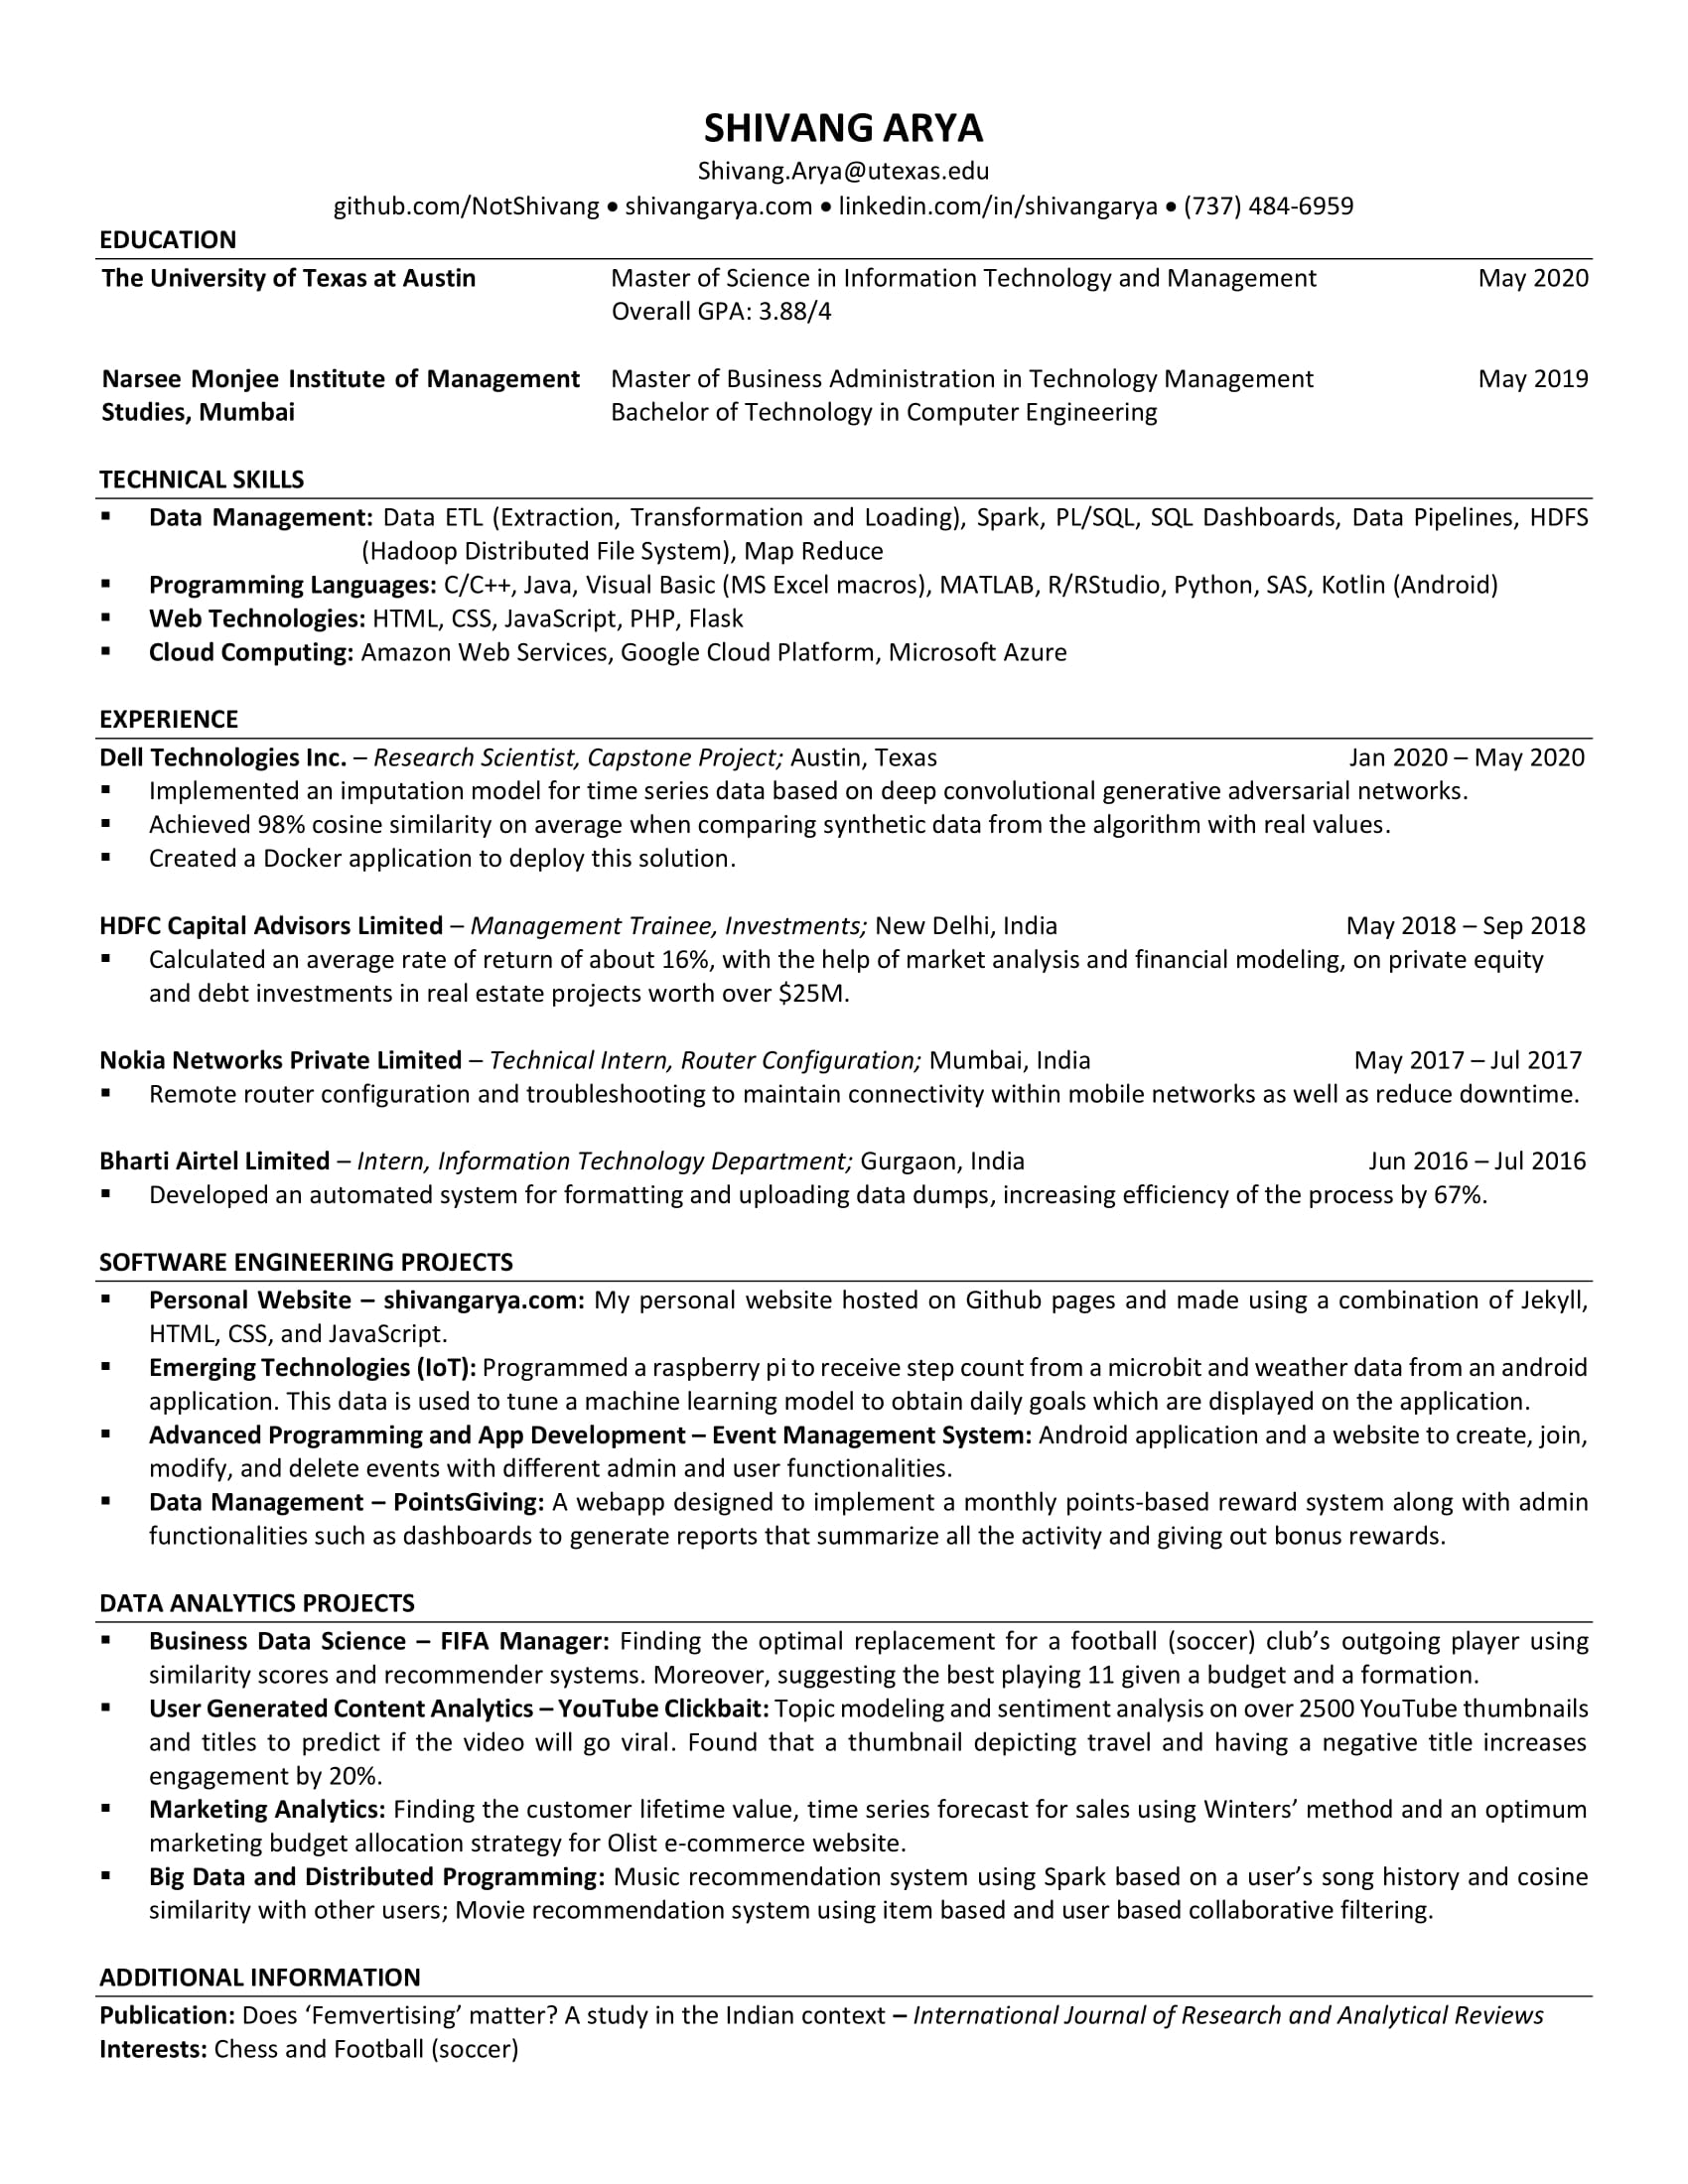 SHIVANG ARYA
Shivang.Arya@utexas.edu
github.com/NotShivang • shivangarya.com • linkedin.com/in/shivangarya • (737) 484-6959
EDUCATION
The University of Texas at Austin Master of Science in Information Technology and Management May 2020
Overall GPA: 3.88/4
Narsee Monjee Institute of Management Master of Business Administration in Technology Management May 2019
Studies, Mumbai Bachelor of Technology in Computer Engineering
TECHNICAL SKILLS
▪ Data Management: Data ETL (Extraction, Transformation and Loading), Spark, PL/SQL, SQL Dashboards, Data Pipelines, HDFS
(Hadoop Distributed File System), Map Reduce
▪ Programming Languages: C/C++, Java, Visual Basic (MS Excel macros), MATLAB, R/RStudio, Python, SAS, Kotlin (Android)
▪ Web Technologies: HTML, CSS, JavaScript, PHP, Flask
▪ Cloud Computing: Amazon Web Services, Google Cloud Platform, Microsoft Azure
EXPERIENCE
Dell Technologies Inc. – Research Scientist, Capstone Project; Austin, Texas Jan 2020 – May 2020
▪ Implemented an imputation model for time series data based on deep convolutional generative adversarial networks.
▪ Achieved 98% cosine similarity on average when comparing synthetic data from the algorithm with real values.
▪ Created a Docker application to deploy this solution.
HDFC Capital Advisors Limited – Management Trainee, Investments; New Delhi, India May 2018 – Sep 2018
▪ Calculated an average rate of return of about 16%, with the help of market analysis and financial modeling, on private equity
and debt investments in real estate projects worth over $25M.
Nokia Networks Private Limited – Technical Intern, Router Configuration; Mumbai, India May 2017 – Jul 2017
▪ Remote router configuration and troubleshooting to maintain connectivity within mobile networks as well as reduce downtime.
Bharti Airtel Limited – Intern, Information Technology Department; Gurgaon, India Jun 2016 – Jul 2016
▪ Developed an automated system for formatting and uploading data dumps, increasing efficiency of the process by 67%.
SOFTWARE ENGINEERING PROJECTS
▪ Personal Website – shivangarya.com: My personal website hosted on Github pages and made using a combination of Jekyll,
HTML, CSS, and JavaScript.
▪ Emerging Technologies (IoT): Programmed a raspberry pi to receive step count from a microbit and weather data from an android
application. This data is used to tune a machine learning model to obtain daily goals which are displayed on the application.
▪ Advanced Programming and App Development – Event Management System: Android application and a website to create, join,
modify, and delete events with different admin and user functionalities.
▪ Data Management – PointsGiving: A webapp designed to implement a monthly points-based reward system along with admin
functionalities such as dashboards to generate reports that summarize all the activity and giving out bonus rewards.
DATA ANALYTICS PROJECTS
▪ Business Data Science – FIFA Manager: Finding the optimal replacement for a football (soccer) club’s outgoing player using
similarity scores and recommender systems. Moreover, suggesting the best playing 11 given a budget and a formation.
▪ User Generated Content Analytics – YouTube Clickbait: Topic modeling and sentiment analysis on over 2500 YouTube thumbnails
and titles to predict if the video will go viral. Found that a thumbnail depicting travel and having a negative title increases
engagement by 20%.
▪ Marketing Analytics: Finding the customer lifetime value, time series forecast for sales using Winters’ method and an optimum
marketing budget allocation strategy for Olist e-commerce website.
▪ Big Data and Distributed Programming: Music recommendation system using Spark based on a user’s song history and cosine
similarity with other users; Movie recommendation system using item based and user based collaborative filtering.
ADDITIONAL INFORMATION
Publication: Does ‘Femvertising’ matter? A study in the Indian context – International Journal of Research and Analytical Reviews
Interests: Chess and Football (soccer)